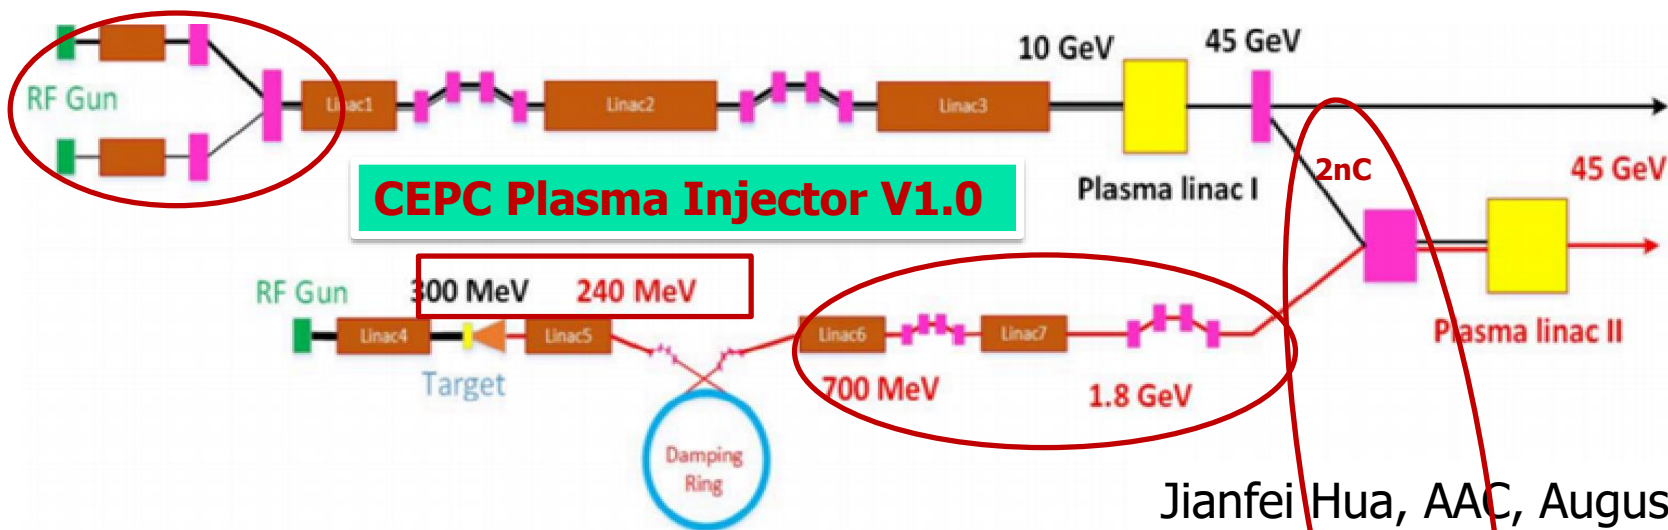 10 GeV
45 GeV
RF Gun
Linac1
Linac2
Linac3
2nC
45 GeV
CEPC Plasma Injector V1.0
Plasma linac I
RF Gun
300 MeV
240 MeV
Linac4
Linac5
Linac6
Linac7
Plasma linac II
Target
700 MeV
1.8 GeV
Damping
Ring
Jianfei Hua, AAC, Augus